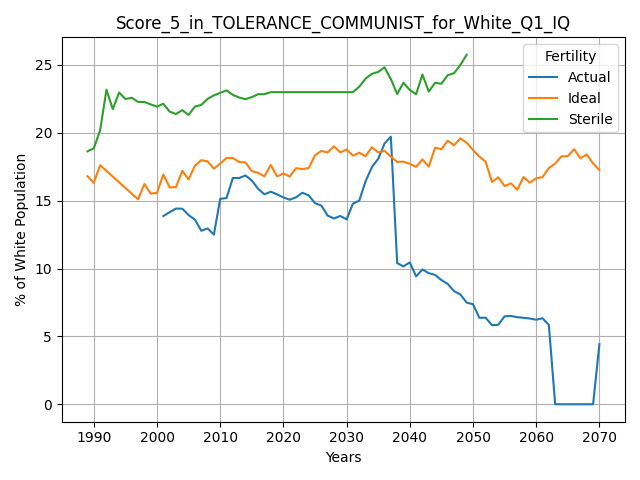 Score_5_in_TOLERANCE_COMMUNIST_for_White_Q1_IQ
% of White Population
25
20
15
10
5
0
Fertility
Actual
Ideal
Sterile
1990 2000 2010 2020 2030 2040 2050 2060 2070
Years